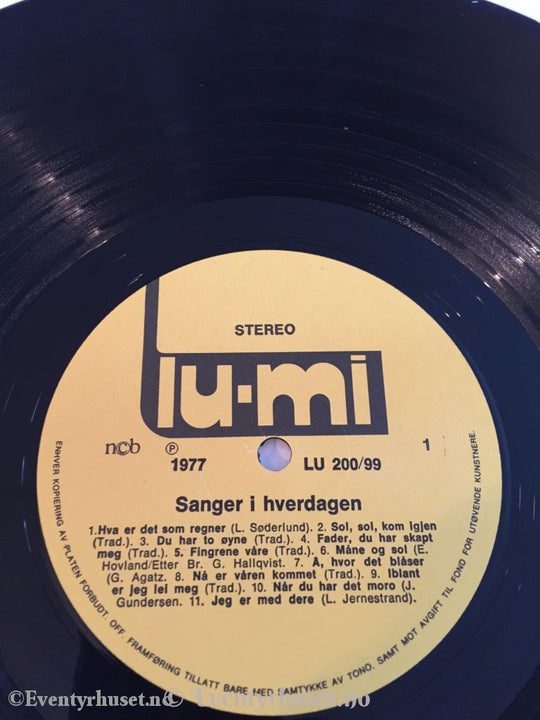 STEREO
lu-mi
ncb
℗ 1977
LU 200/99
1
Sanger i hverdagen
1.Hva er det som regner (L. Søderlund). 2. Sol, sol, kom igjen
(Trad.). 3. Du har to øyne (Trad.). 4. Fader, du har skapt
meg (Trad.). 5. Fingrene våre (Trad.). 6. Måne og sol (E.
Hovland/Etter Br. G. Hallqvist. 7. Å, hvor det blåser
(G. Agatz. 8. Nå er våren kommet (Trad.). 9. Iblant
er jeg lei meg (Trad.). 10. Når du har det moro (J.
Gundersen. 11. Jeg er med dere (L. Jernestrand).
ENHVER KOPIERING AV PLATEN FORBUDT. OFF. FRAMFØRING TILLATT BARE MED SAMTYKKE AV TONO. SAMT MOT AVGIFT TIL FOND FOR UTØVENDE KUNSTNERE.
©Eventyrhuset.no
© Eventyrhuset.no